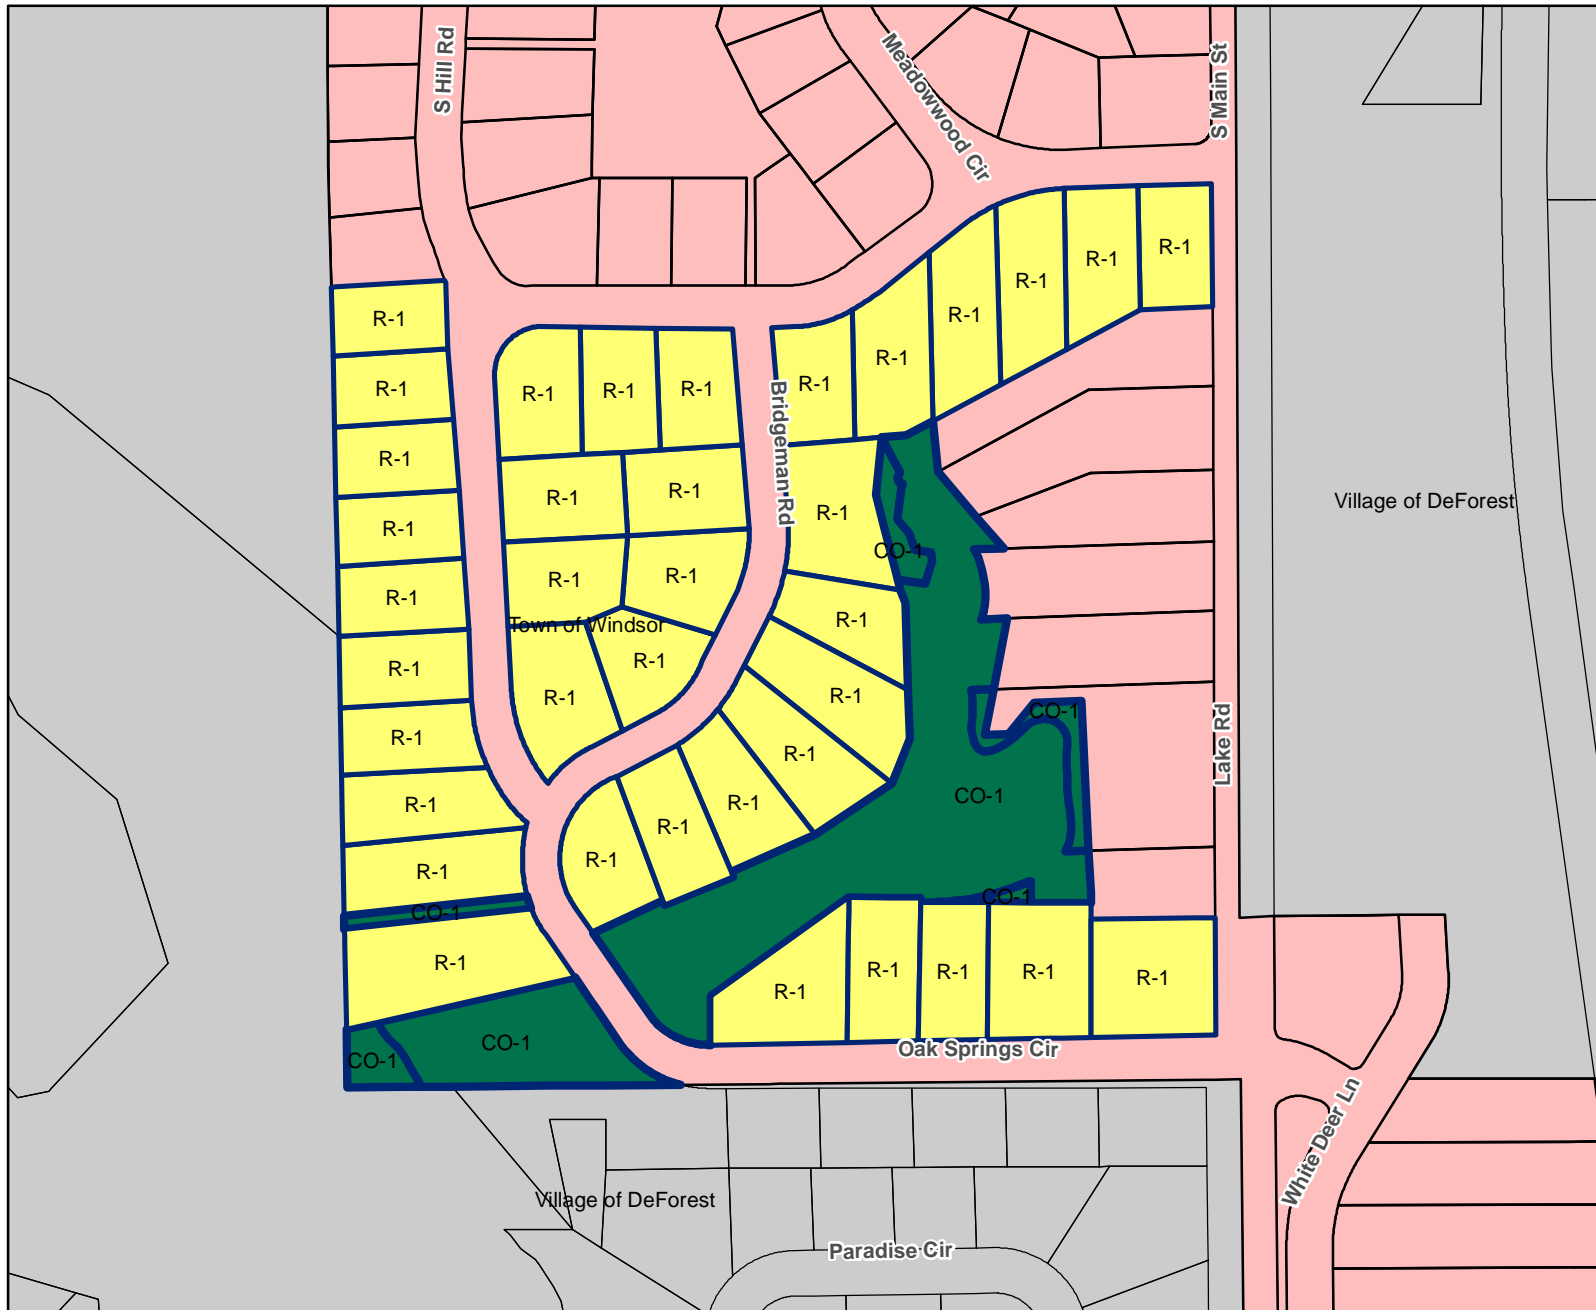 S Hill Rd
Meadowwood Cir
S Main St
R-1
R-1
R-1
R-1
R-1
R-1
R-1
R-1
R-1
R-1
R-1
R-1
Bridgeman Rd
R-1
R-1
R-1
R-1
Village of DeForest
R-1
R-1
CO-1
R-1
R-1
R-1
R-1
Town of Windsor
R-1
R-1
R-1
R-1
CO-1
Lake Rd
R-1
R-1
CO-1
R-1
R-1
R-1
R-1
R-1
CO-1
CO-1
R-1
R-1
R-1
R-1
R-1
R-1
CO-1
CO-1
Oak Springs Cir
White Deer Ln
Village of DeForest
Paradise Cir